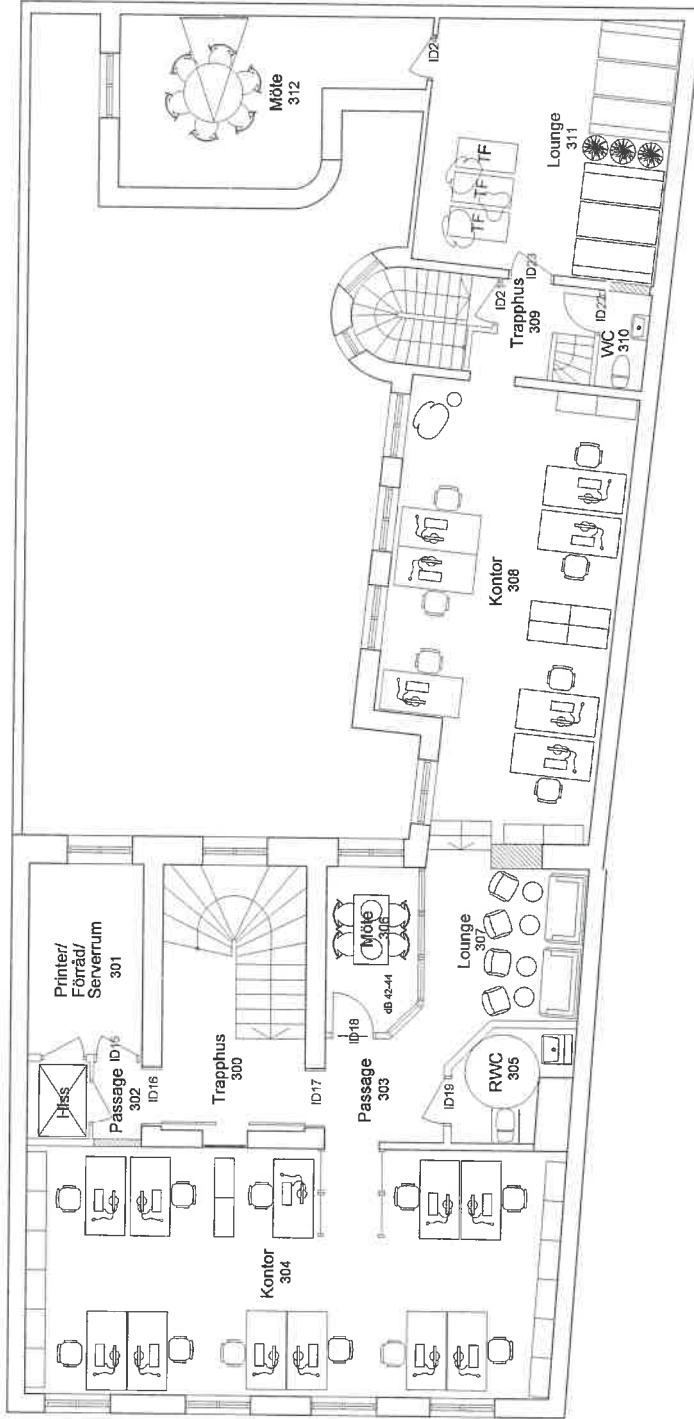 Kontor
304
Hiss
Passage
302
ID15
ID16
Printer/
Förråd/
Serverrum
301
Trapphus
300
ID17
Passage
303
ID18
ID19
RWC
305
Möte
306
dB 42-44
Lounge
307
Kontor
308
Trapphus
309
ID21
ID22
ID23
WC
310
TF
TF
TF
Lounge
311
ID24
Möte
312